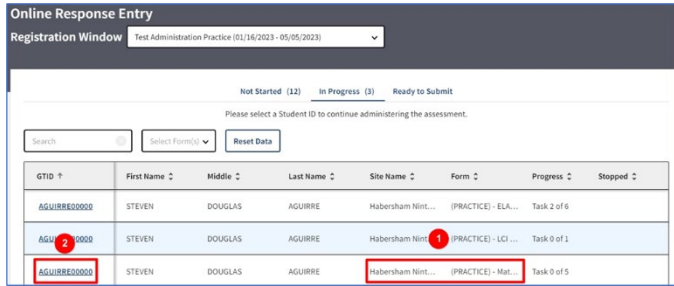 Online Response Entry
Registration Window Test Administration Practice (01/16/2023 - 05/05/2023)
Not Started (12) In Progress (3) Ready to Submit
Please select a Student ID to continue administering the assessment.
Search Select Form(s) Reset Data
GTID First Name Middle Last Name Site Name Form Progress Stopped
AGUIRRE00000 STEVEN DOUGLAS AGUIRRE Habersham Nint... (PRACTICE) - ELA... Task 2 of 6
2 STEVEN DOUGLAS AGUIRRE Habersham Nint 1 (PRACTICE) - LCI ... Task 0 of 1
AGUIRRE00000 STEVEN DOUGLAS AGUIRRE Habersham Nint... (PRACTICE) - Mat... Task 0 of 5